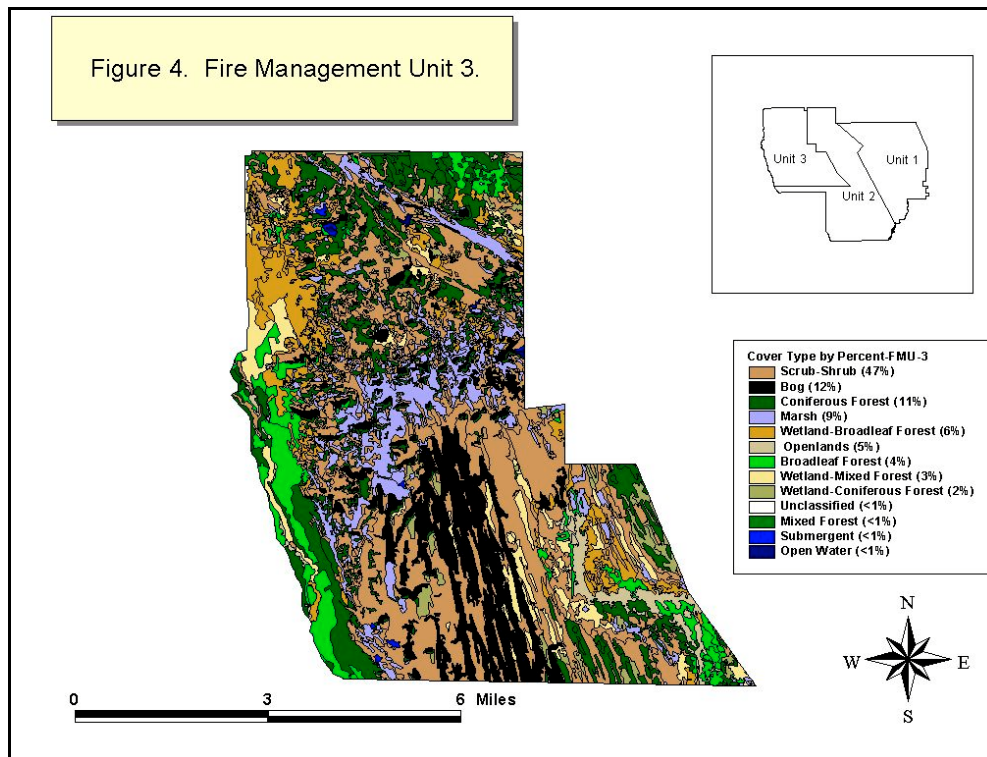 Figure 4. Fire Management Unit 3.
Unit 3
Unit 1
Unit 2
Cover Type by Percent-FMU-3
Scrub-Shrub (47%)
Bog (12%)
Coniferous Forest (11%)
Marsh (9%)
Wetland-Broadleaf Forest (6%)
Openlands (5%)
Broadleaf Forest (4%)
Wetland-Mixed Forest (3%)
Wetland-Coniferous Forest (2%)
Unclassified (<1%)
Mixed Forest (<1%)
Submergent (<1%)
Open Water (<1%)
N
W E
S
0 3 6 Miles